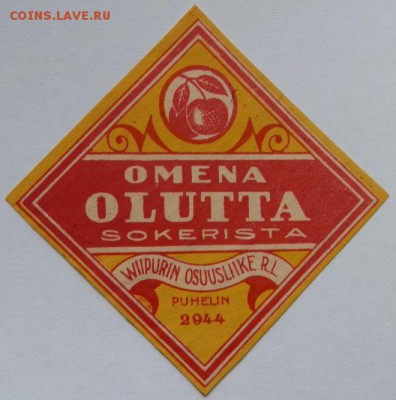 COINS.LAVE.RU
OMENA
OLUTTA
SOKERISTA
WIIPURIN OSUUSLIIKE R.L.
PUHELIN
2944